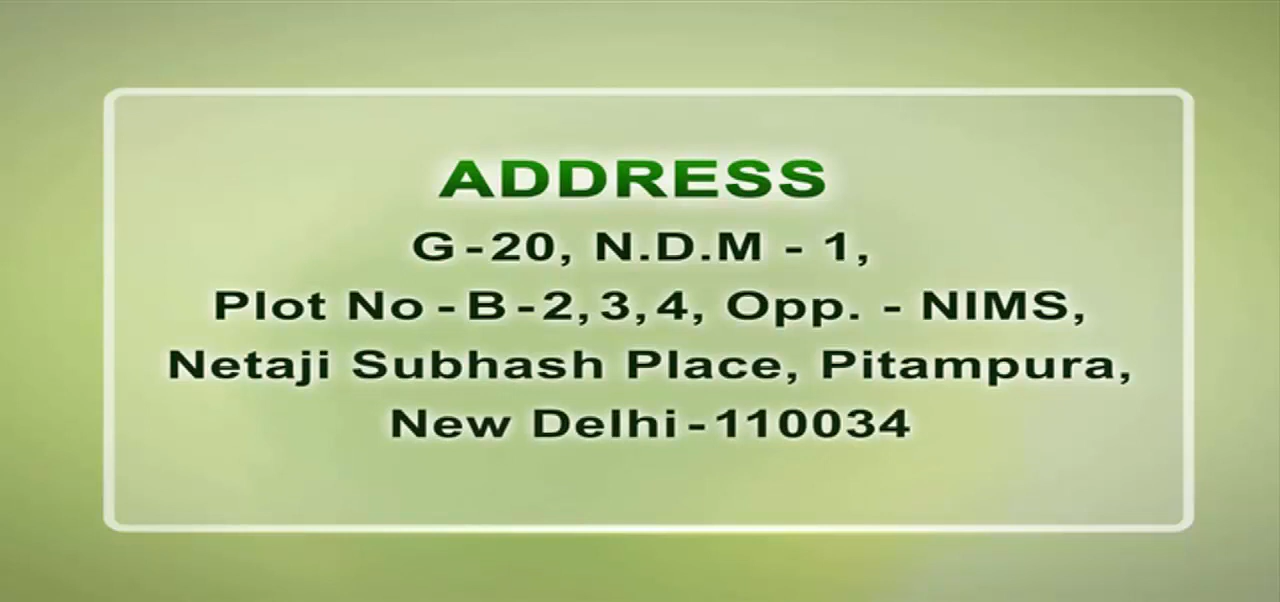 ADDRESS
G-20, N.D.M - 1,
Plot No-B-2,3,4, Opp. - NIMS,
Netaji Subhash Place, Pitampura,
New Delhi-110034